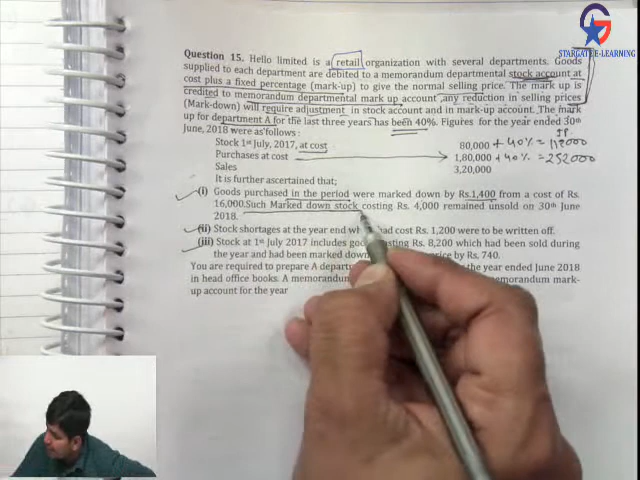 STARGATE E-LEARNING
Question 15. Hello limited is a retail organization with several departments. Goods
supplied to each department are debited to a memorandum departmental stock account at
cost plus a fixed percentage (mark-up) to give the normal selling price. The mark up is
credited to memorandum departmental mark up account, any reduction in selling prices
(Mark-down) will require adjustment in stock account and in mark-up account. The mark
up for department A for the last three years has been 40%. Figures for the year ended 30th
June, 2018 were as follows:
Stock 1st July, 2017, at cost 80,000 + 40% = 112000
Purchases at cost 1,80,000 + 40% = 252000
Sales 3,20,000
It is further ascertained that;
(i) Goods purchased in the period were marked down by Rs.1,400 from a cost of Rs.
16,000.Such Marked down stock costing Rs. 4,000 remained unsold on 30th June
2018.
(ii) Stock shortages at the year end had cost Rs. 1,200 were to be written off.
(iii) Stock at 1st July 2017 includes Rs. 8,200 which had been sold during
the year and had been marked by Rs, 740.
You are required to prepare A the year ended June 2018
in head office books. A memorandum mark-
up account for the year